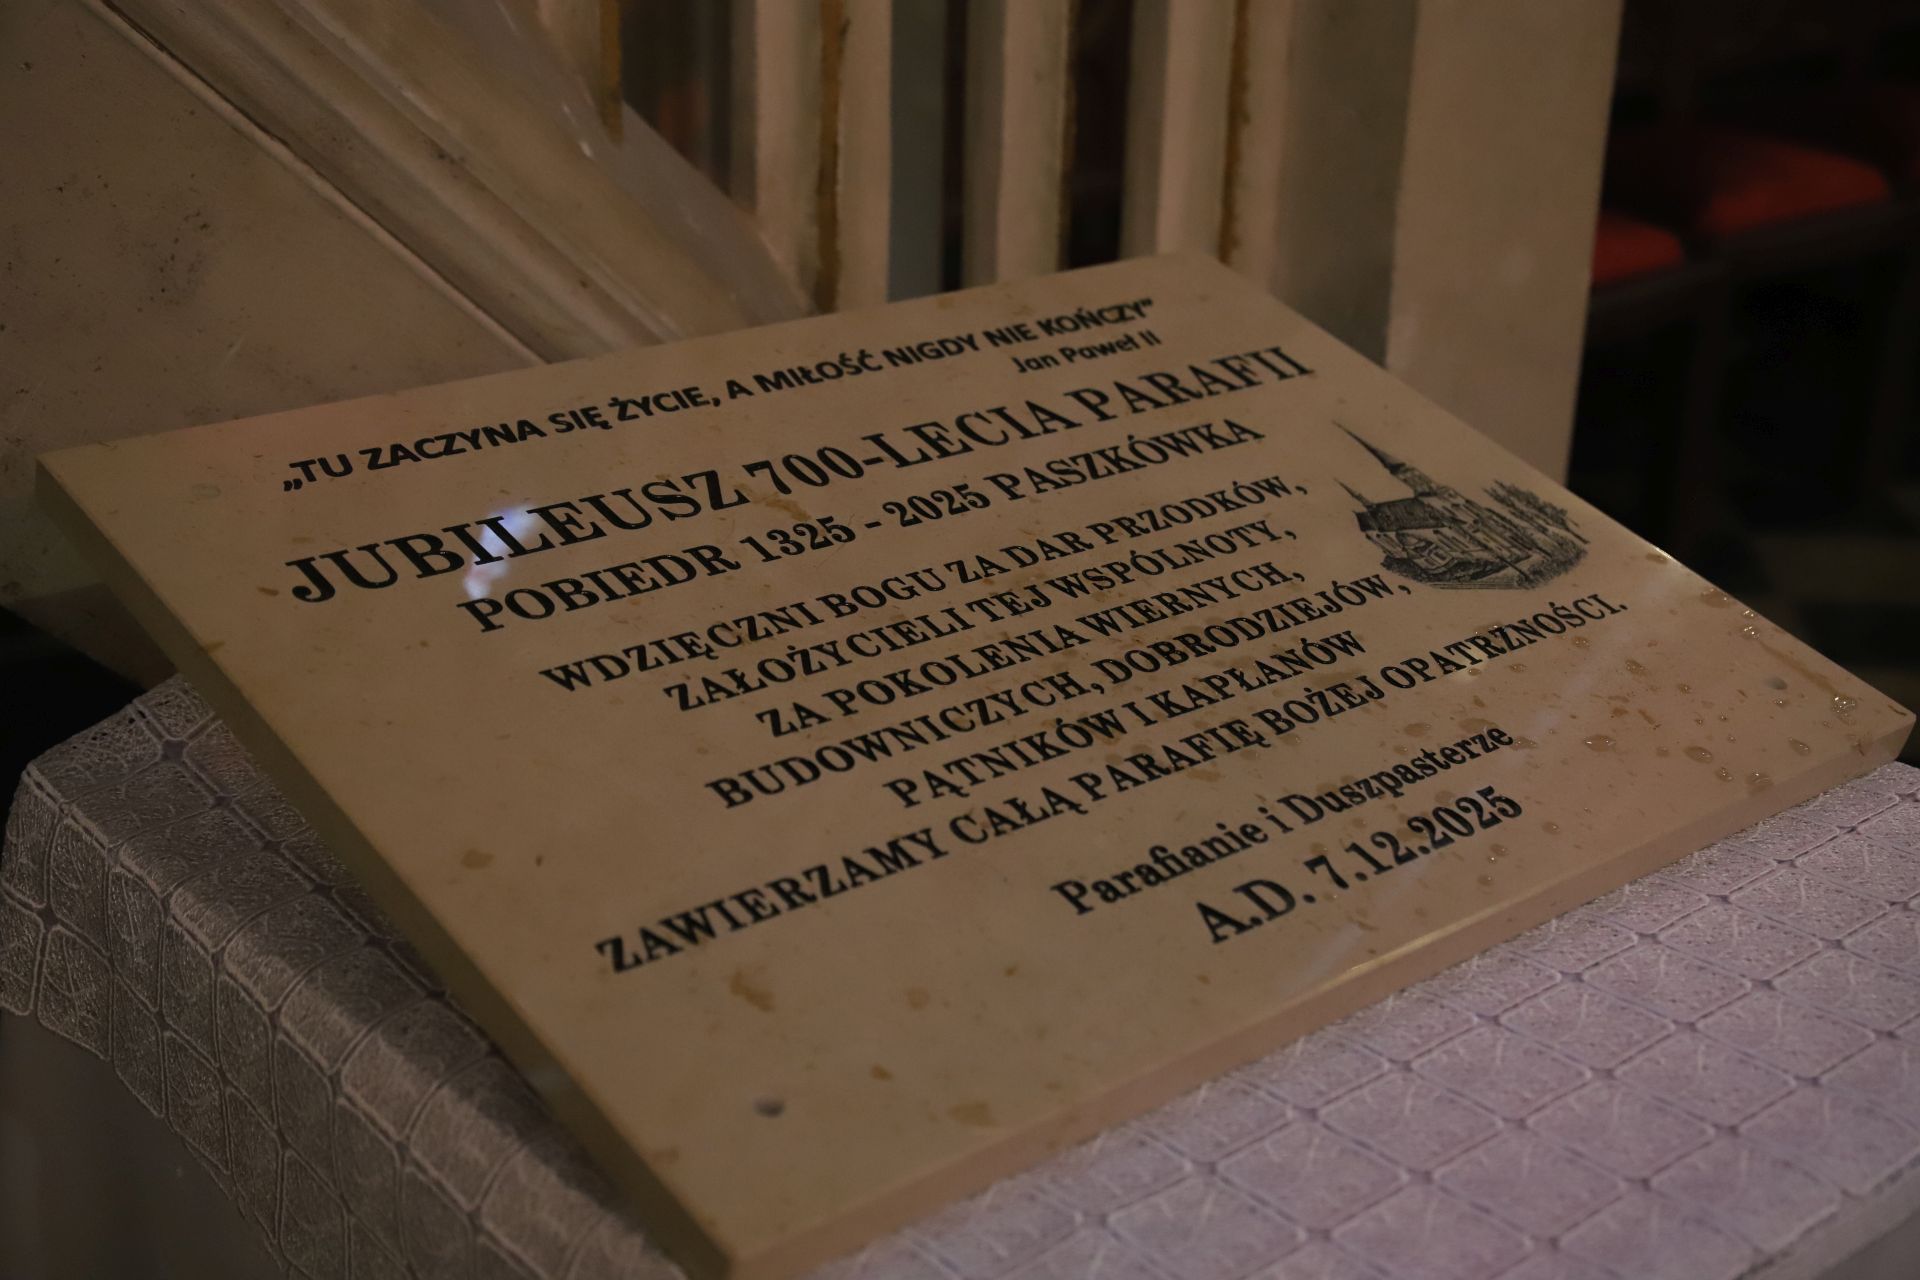 „TU ZACZYNA SIĘ ŻYCIE, A MIŁOŚĆ NIGDY NIE KOŃCZY”
Jan Paweł II
JUBILEUSZ 700-LECIA PARAFII
POBIEDR 1325 - 2025 PASZKÓWKA
WDZIĘCZNI BOGU ZA DAR PRZODKÓW,
ZAŁOŻYCIELI TEJ WSPÓLNOTY,
ZA POKOLENIA WIERNYCH,
BUDOWNICZYCH, DOBRODZIEJÓW,
PĄTNIKÓW I KAPŁANÓW
ZAWIERZAMY CAŁĄ PARAFIĘ BOŻEJ OPATRZNOŚCI.
Parafianie i Duszpasterze
A.D. 7.12.2025